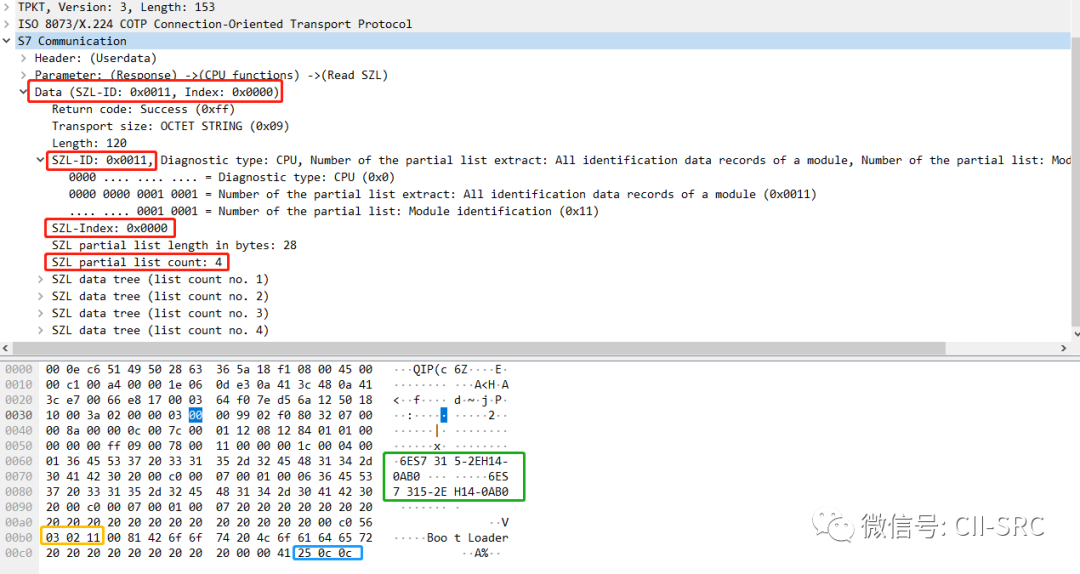 TPKT, Version: 3, Length: 153
ISO 8073/X.224 COTP Connection-Oriented Transport Protocol
S7 Communication
Header: (Userdata)
Parameter: (Response) ->(CPU functions) ->(Read SZL)
Data (SZL-ID: 0x0011, Index: 0x0000)
Return code: Success (0xff)
Transport size: OCTET STRING (0x09)
Length: 120
SZL-ID: 0x0011, Diagnostic type: CPU, Number of the partial list extract: All identification data records of a module, Number of the partial list: Mod
0000 .... .... .... = Diagnostic type: CPU (0x0)
0000 0000 0001 0001 = Number of the partial list extract: All identification data records of a module (0x0011)
.... .... 0001 0001 = Number of the partial list: Module identification (0x11)
SZL-Index: 0x0000
SZL partial list length in bytes: 28
SZL partial list count: 4
SZL data tree (list count no. 1)
SZL data tree (list count no. 2)
SZL data tree (list count no. 3)
SZL data tree (list count no. 4)
0000 00 0e c6 51 49 50 28 63 36 5a 18 f1 08 00 45 00 ···QIP(c 6Z····E·
0010 00 c1 00 a4 00 00 1e 06 0d e3 0a 41 3c 48 0a 41 ········ ···A<H·A
0020 3c e7 00 66 e8 17 00 03 64 f0 7e d5 6a 12 50 18 <··f···· d·~·j·P·
0030 10 00 3a 02 00 00 03 00 00 99 02 f0 80 32 07 00 ··:····· ·····2··
0040 00 8a 00 00 0c 00 7c 00 01 12 08 12 84 01 01 00 ······|· ········
0050 00 00 00 ff 09 00 78 00 11 00 00 00 1c 00 04 00 ······x· ········
0060 01 36 45 53 37 20 33 31 35 2d 32 45 48 31 34 2d ·6ES7 31 5-2EH14-
0070 30 41 42 30 20 00 c0 00 07 00 01 00 06 36 45 53 0AB0 ··· ·····6ES
0080 37 20 33 31 35 2d 32 45 48 31 34 2d 30 41 42 30 7 315-2E H14-0AB0
0090 20 00 c0 00 07 00 01 00 07 20 20 20 20 20 20 20 ······· ·
00a0 20 20 20 20 20 20 20 20 20 20 20 20 20 00 c0 56 ··V
00b0 03 02 11 00 81 42 6f 6f 74 20 4c 6f 61 64 65 72 ·····Boo t Loader
00c0 20 20 20 20 20 20 20 20 20 00 00 41 25 0c 0c ··A%··
微信号: CII-SRC